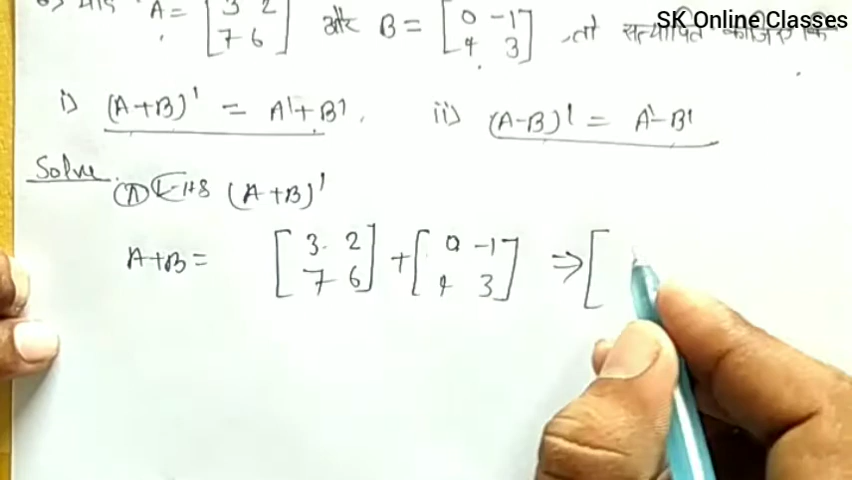 SK Online Classes
A = [3 2
7 6] और B = [0 -1
4 3] , तो सत्यापित कीजिए कि
i) (A+B)' = A'+B' , ii) (A-B)' = A'-B'
Solve
① L-H-S (A+B)'
A+B = [3 2
7 6] + [0 -1
4 3] ⇒ [